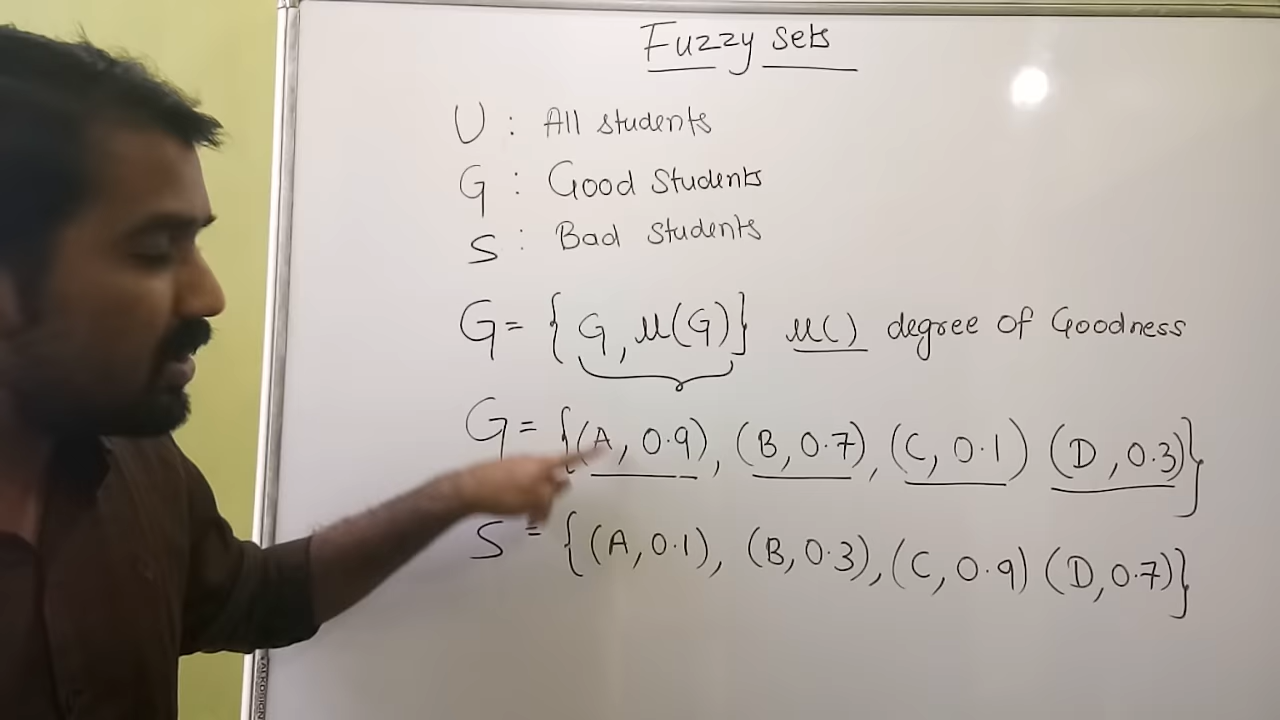 Fuzzy sets
U : All students
G : Good Students
S : Bad students
G = { G, μ(G)} μ() degree of Goodness
G = {(A, 0.9), (B, 0.7), (C, 0.1) (D, 0.3)}
S = {(A, 0.1), (B, 0.3), (C, 0.9) (D, 0.7)}